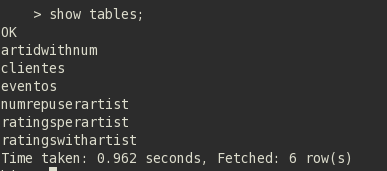 > show tables;
OK
artidwithnum
clientes
eventos
numrepuserartist
ratingsperartist
ratingswithartist
Time taken: 0.962 seconds, Fetched: 6 row(s)